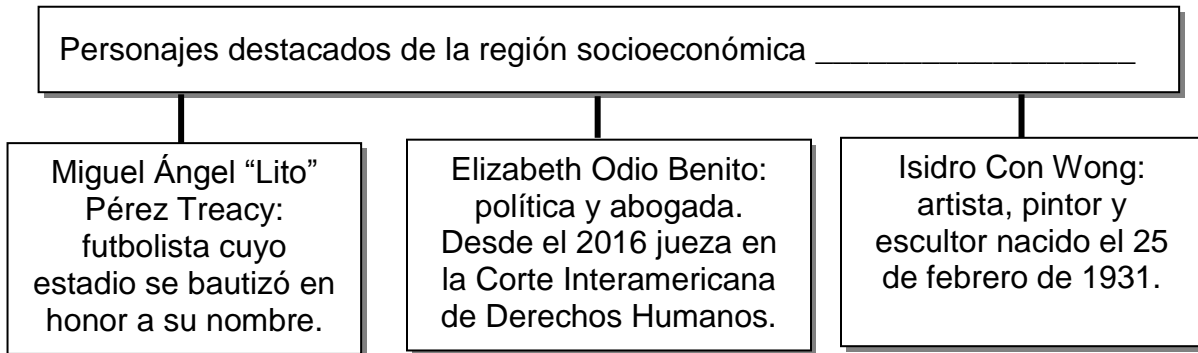 Personajes destacados de la región socioeconómica ___________________
Miguel Ángel “Lito”
Pérez Treacy:
futbolista cuyo
estadio se bautizó en
honor a su nombre.
Elizabeth Odio Benito:
política y abogada.
Desde el 2016 jueza en
la Corte Interamericana
de Derechos Humanos.
Isidro Con Wong:
artista, pintor y
escultor nacido el 25
de febrero de 1931.